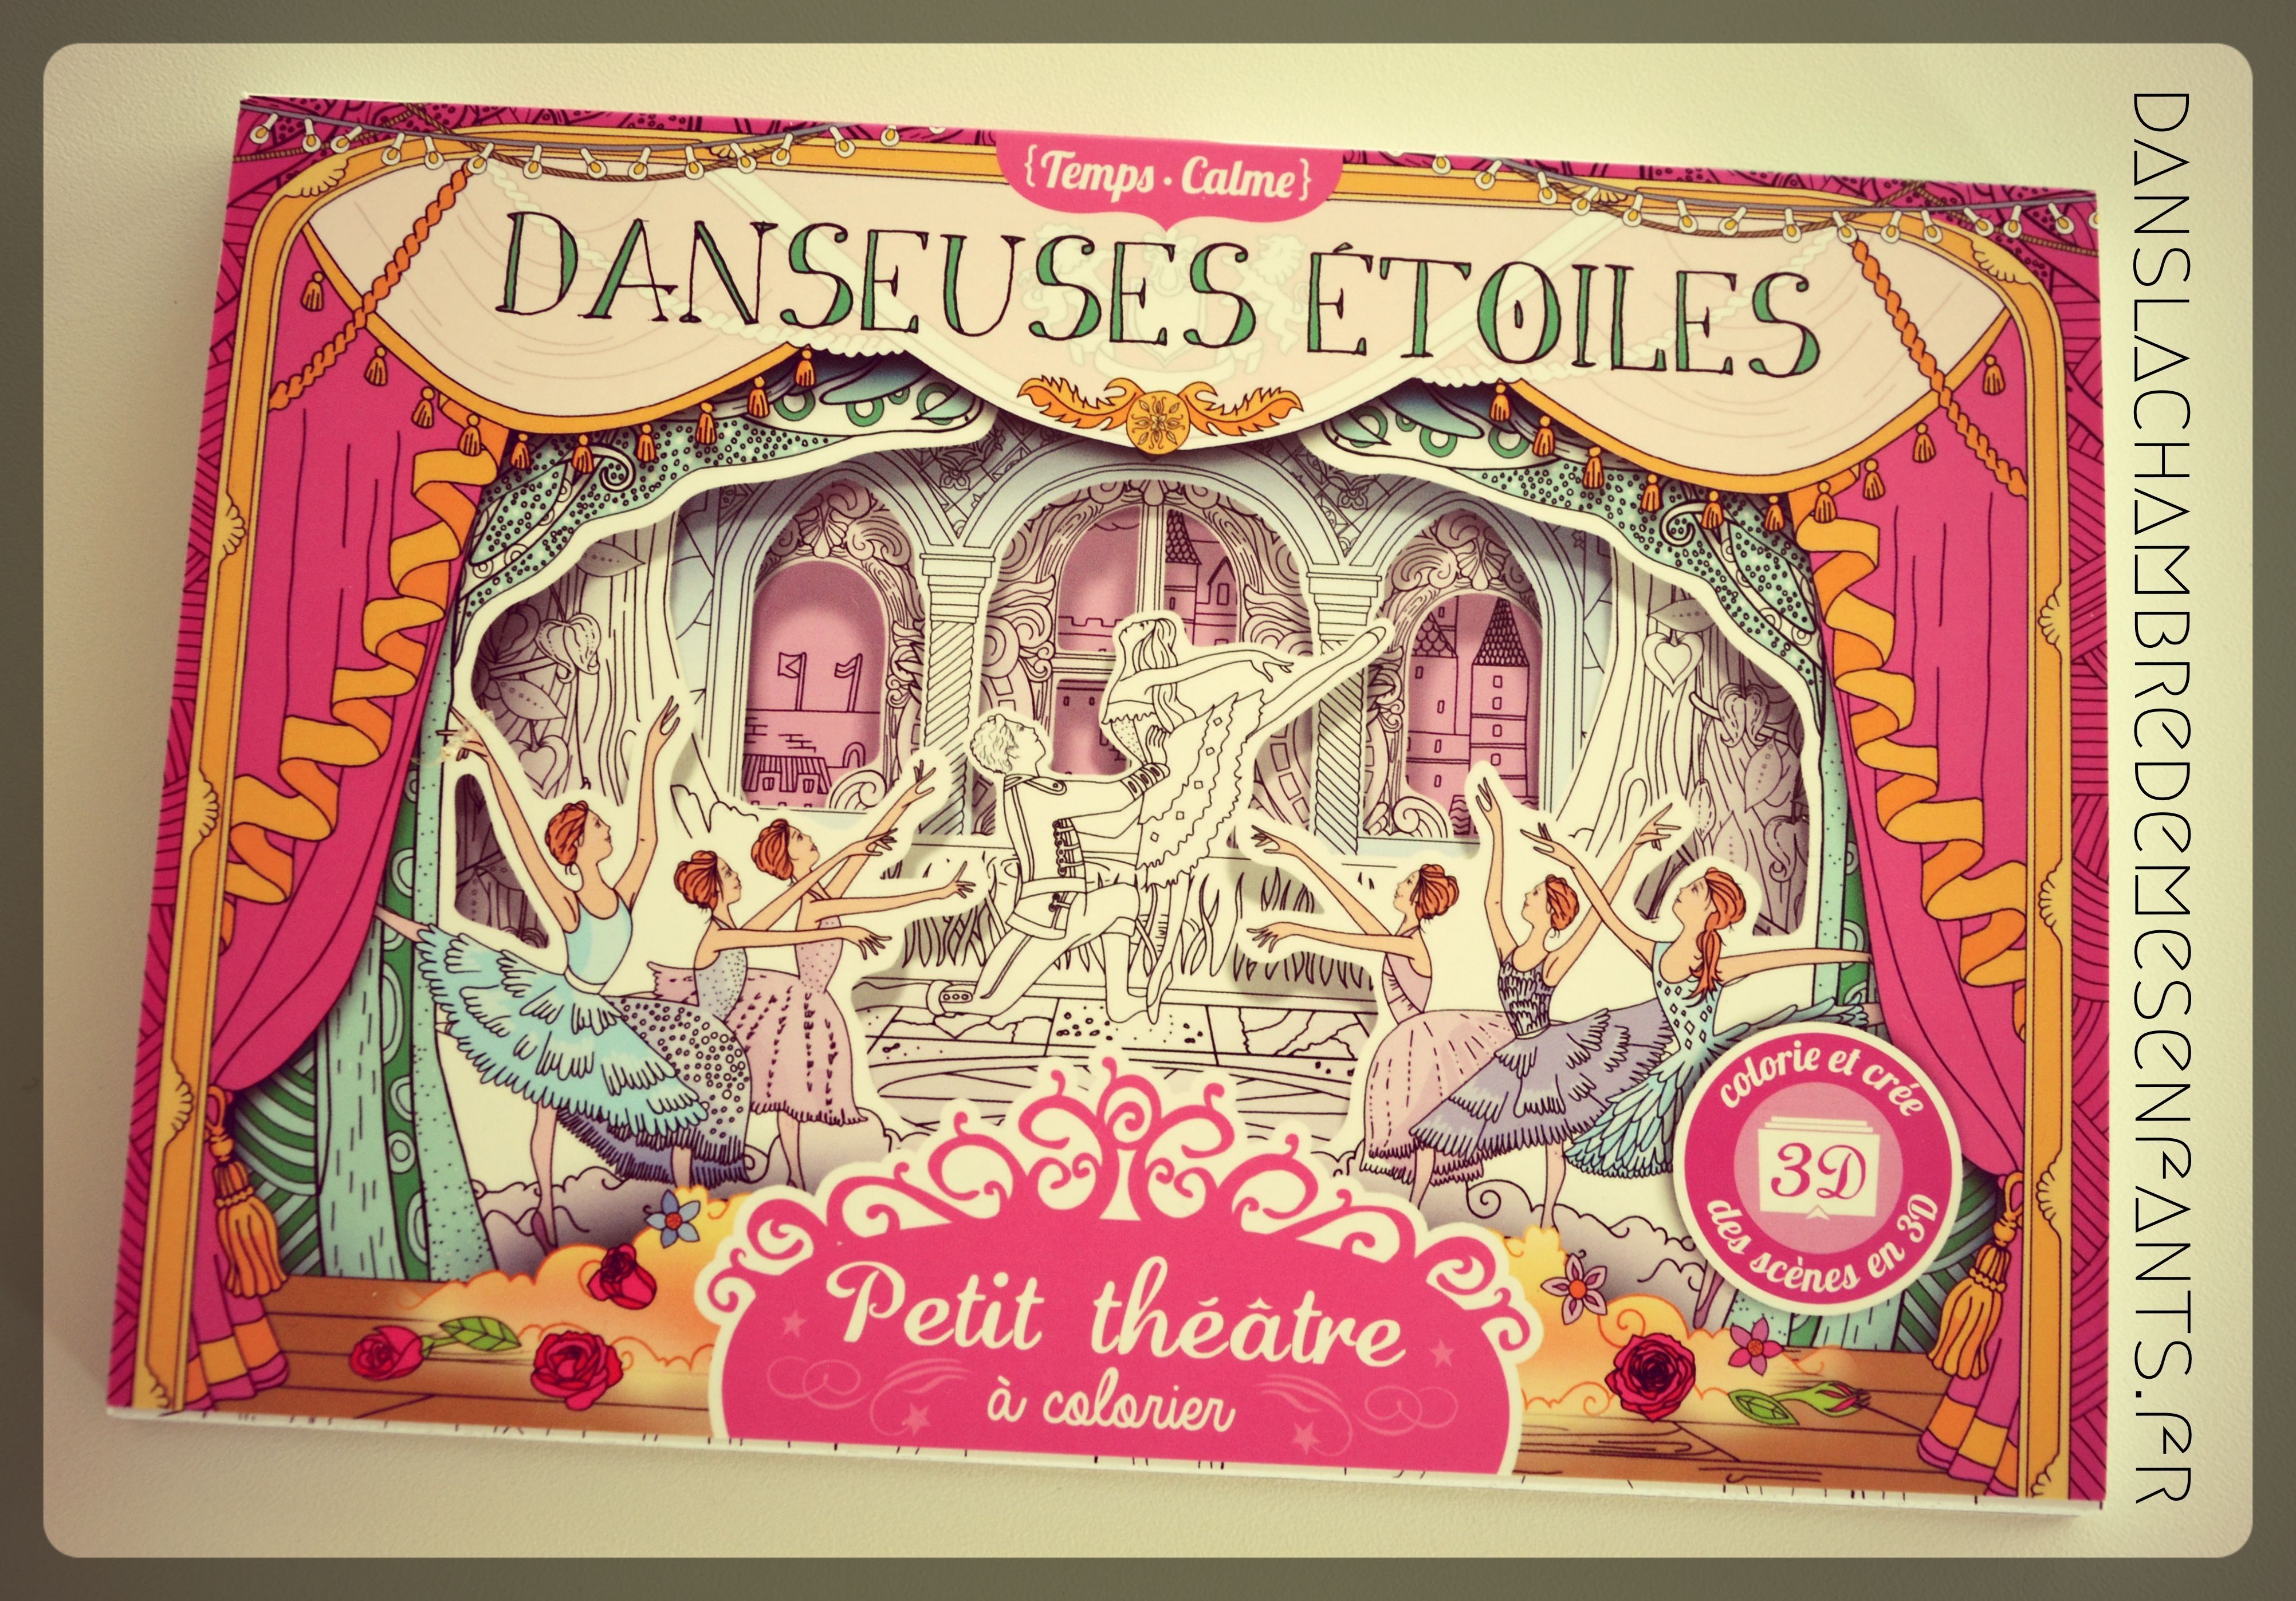 {Temps • Calme}
DANSEUSES ÉTOILES
colorie et crée
3D
des scènes en 3D
Petit théâtre
à colorier
DANSLACHAMBREDEMESENFANTS.FR